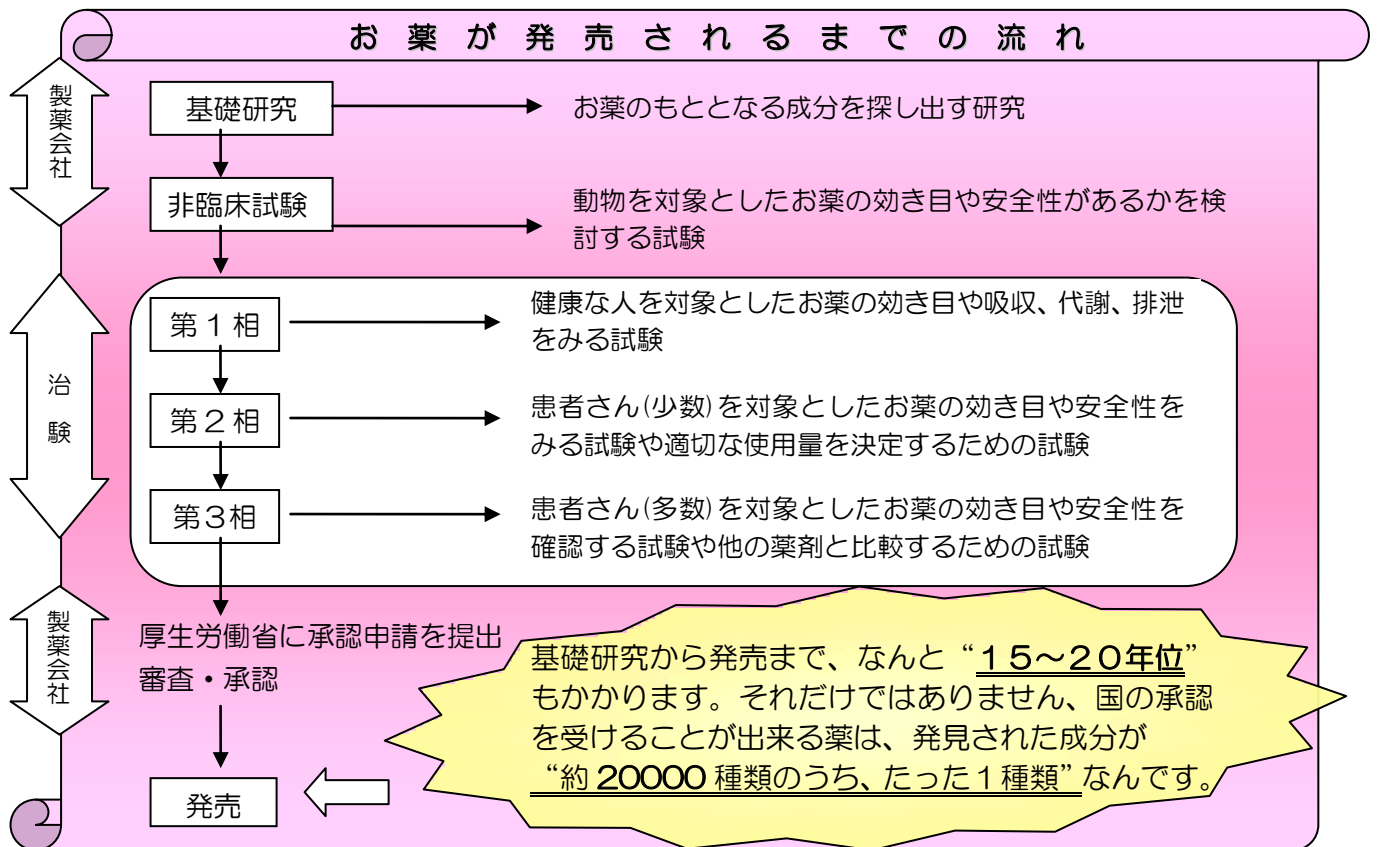 お薬が発売されるまでの流れ
製薬会社
基礎研究
お薬のもととなる成分を探し出す研究
非臨床試験
動物を対象としたお薬の効き目や安全性があるかを検
討する試験
治験
第１相
健康な人を対象としたお薬の効き目や吸収、代謝、排泄
をみる試験
第２相
患者さん(少数)を対象としたお薬の効き目や安全性を
みる試験や適切な使用量を決定するための試験
第３相
患者さん(多数)を対象としたお薬の効き目や安全性を
確認する試験や他の薬剤と比較するための試験
製薬会社
厚生労働省に承認申請を提出
審査・承認
発売
基礎研究から発売まで、なんと“１５～２０年位”
もかかります。それだけではありません、国の承認
を受けることが出来る薬は、発見された成分が
“約 20000 種類のうち、たった１種類”なんです。